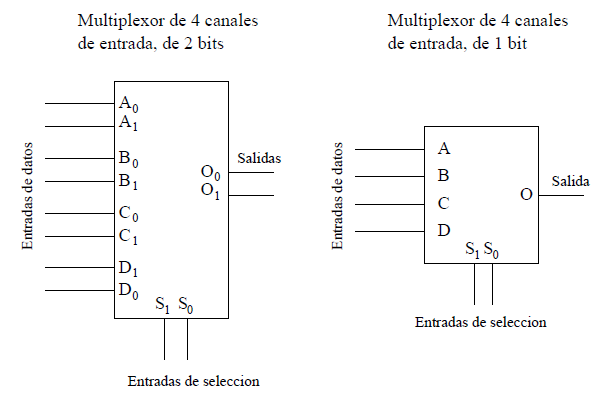 Multiplexor de 4 canales
de entrada, de 2 bits
Entradas de datos
A0
A1
B0
B1
C0
C1
D1
D0
O0
O1
Salidas
S1 S0
Entradas de seleccion
Multiplexor de 4 canales
de entrada, de 1 bit
Entradas de datos
A
B
C
D
O
Salida
S1 S0
Entradas de seleccion